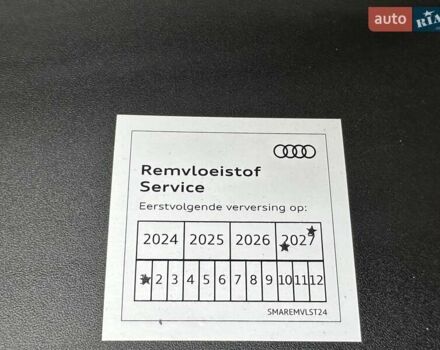 auto RIA
Remvloeistof
Service
Eerstvolgende verversing op:
2024 2025 2026 2027
2 3 4 5 6 7 8 9 10 11 12
SMAREMVLST24